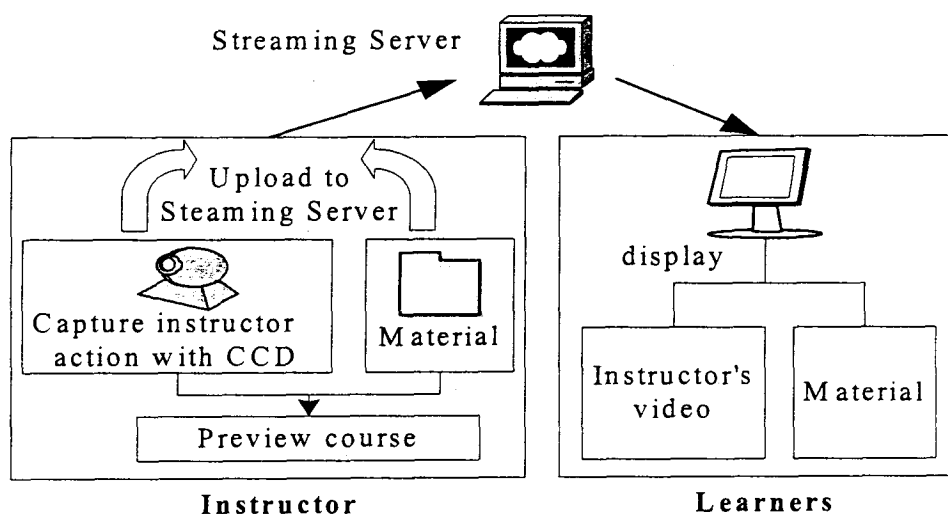 Streaming Server
Upload to
Steaming Server
Capture instructor
action with CCD
Material
Preview course
Instructor
display
Instructor's
video
Material
Learners